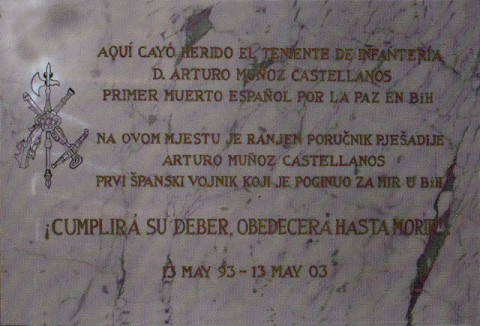 AQUÍ CAYÓ HERIDO EL TENIENTE DE INFANTERÍA
D. ARTURO MUÑOZ CASTELLANOS
PRIMER MUERTO ESPAÑOL POR LA PAZ EN BiH
NA OVOM MJESTU JE RANJEN PORUČNIK PJEŠADIJE
ARTURO MUÑOZ CASTELLANOS
PRVI ŠPANSKI VOJNIK KOJI JE POGINUO ZA MIR U BiH
¡CUMPLIRÁ SU DEBER, OBEDECERÁ HASTA MORIR!
13 MAY 93 - 13 MAY 03